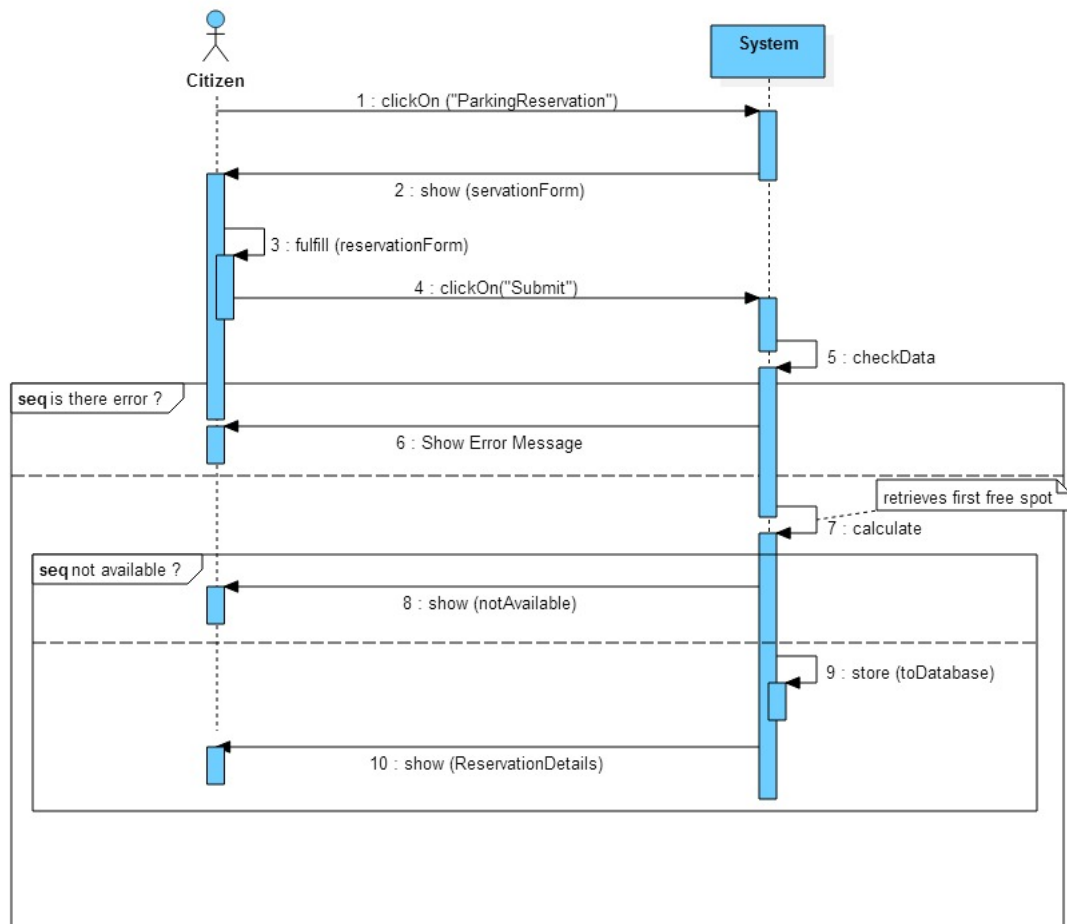 Citizen
System
1 : clickOn ("ParkingReservation")
2 : show (servationForm)
3 : fulfill (reservationForm)
4 : clickOn("Submit")
5 : checkData
seq is there error ?
6 : Show Error Message
retrieves first free spot
7 : calculate
seq not available ?
8 : show (notAvailable)
9 : store (toDatabase)
10 : show (ReservationDetails)